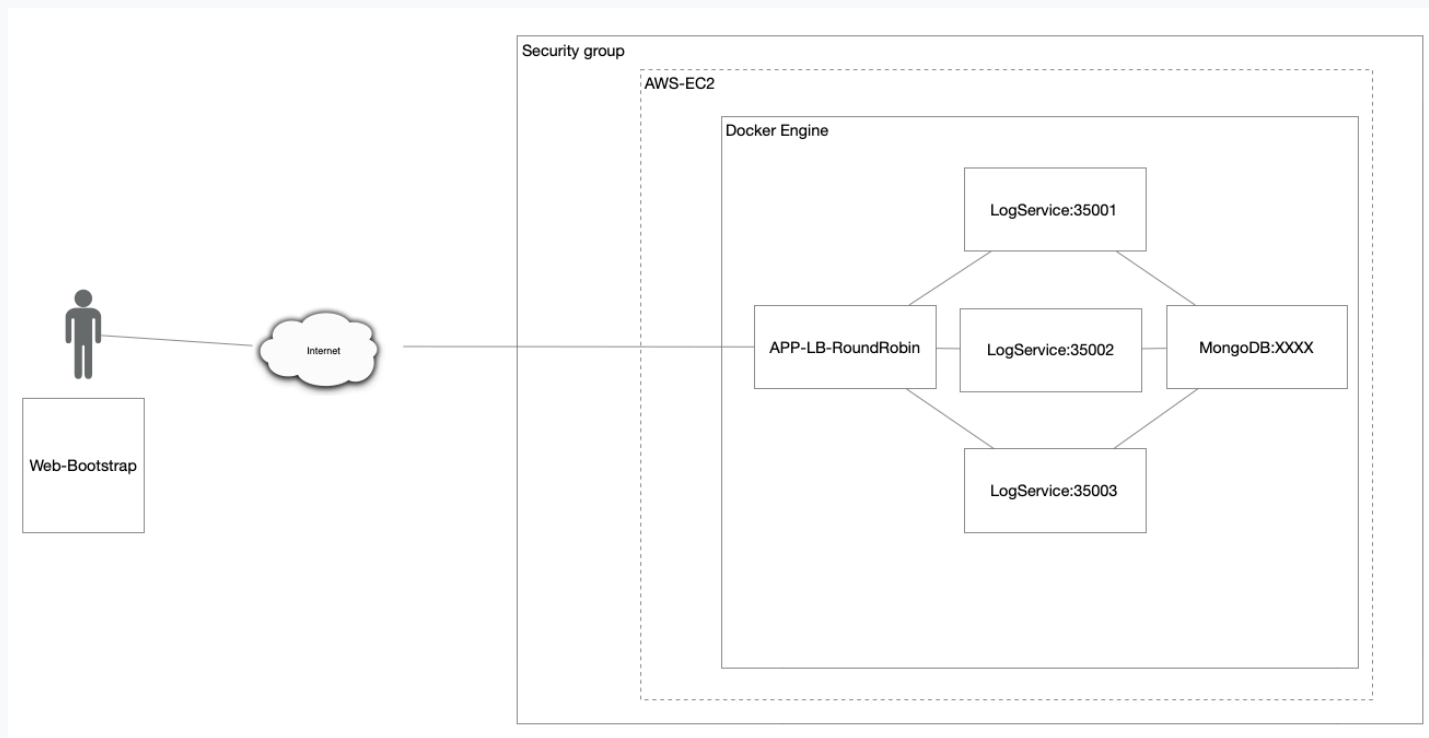 Security group
AWS-EC2
Docker Engine
LogService:35001
Internet
APP-LB-RoundRobin
LogService:35002
MongoDB:XXXX
Web-Bootstrap
LogService:35003